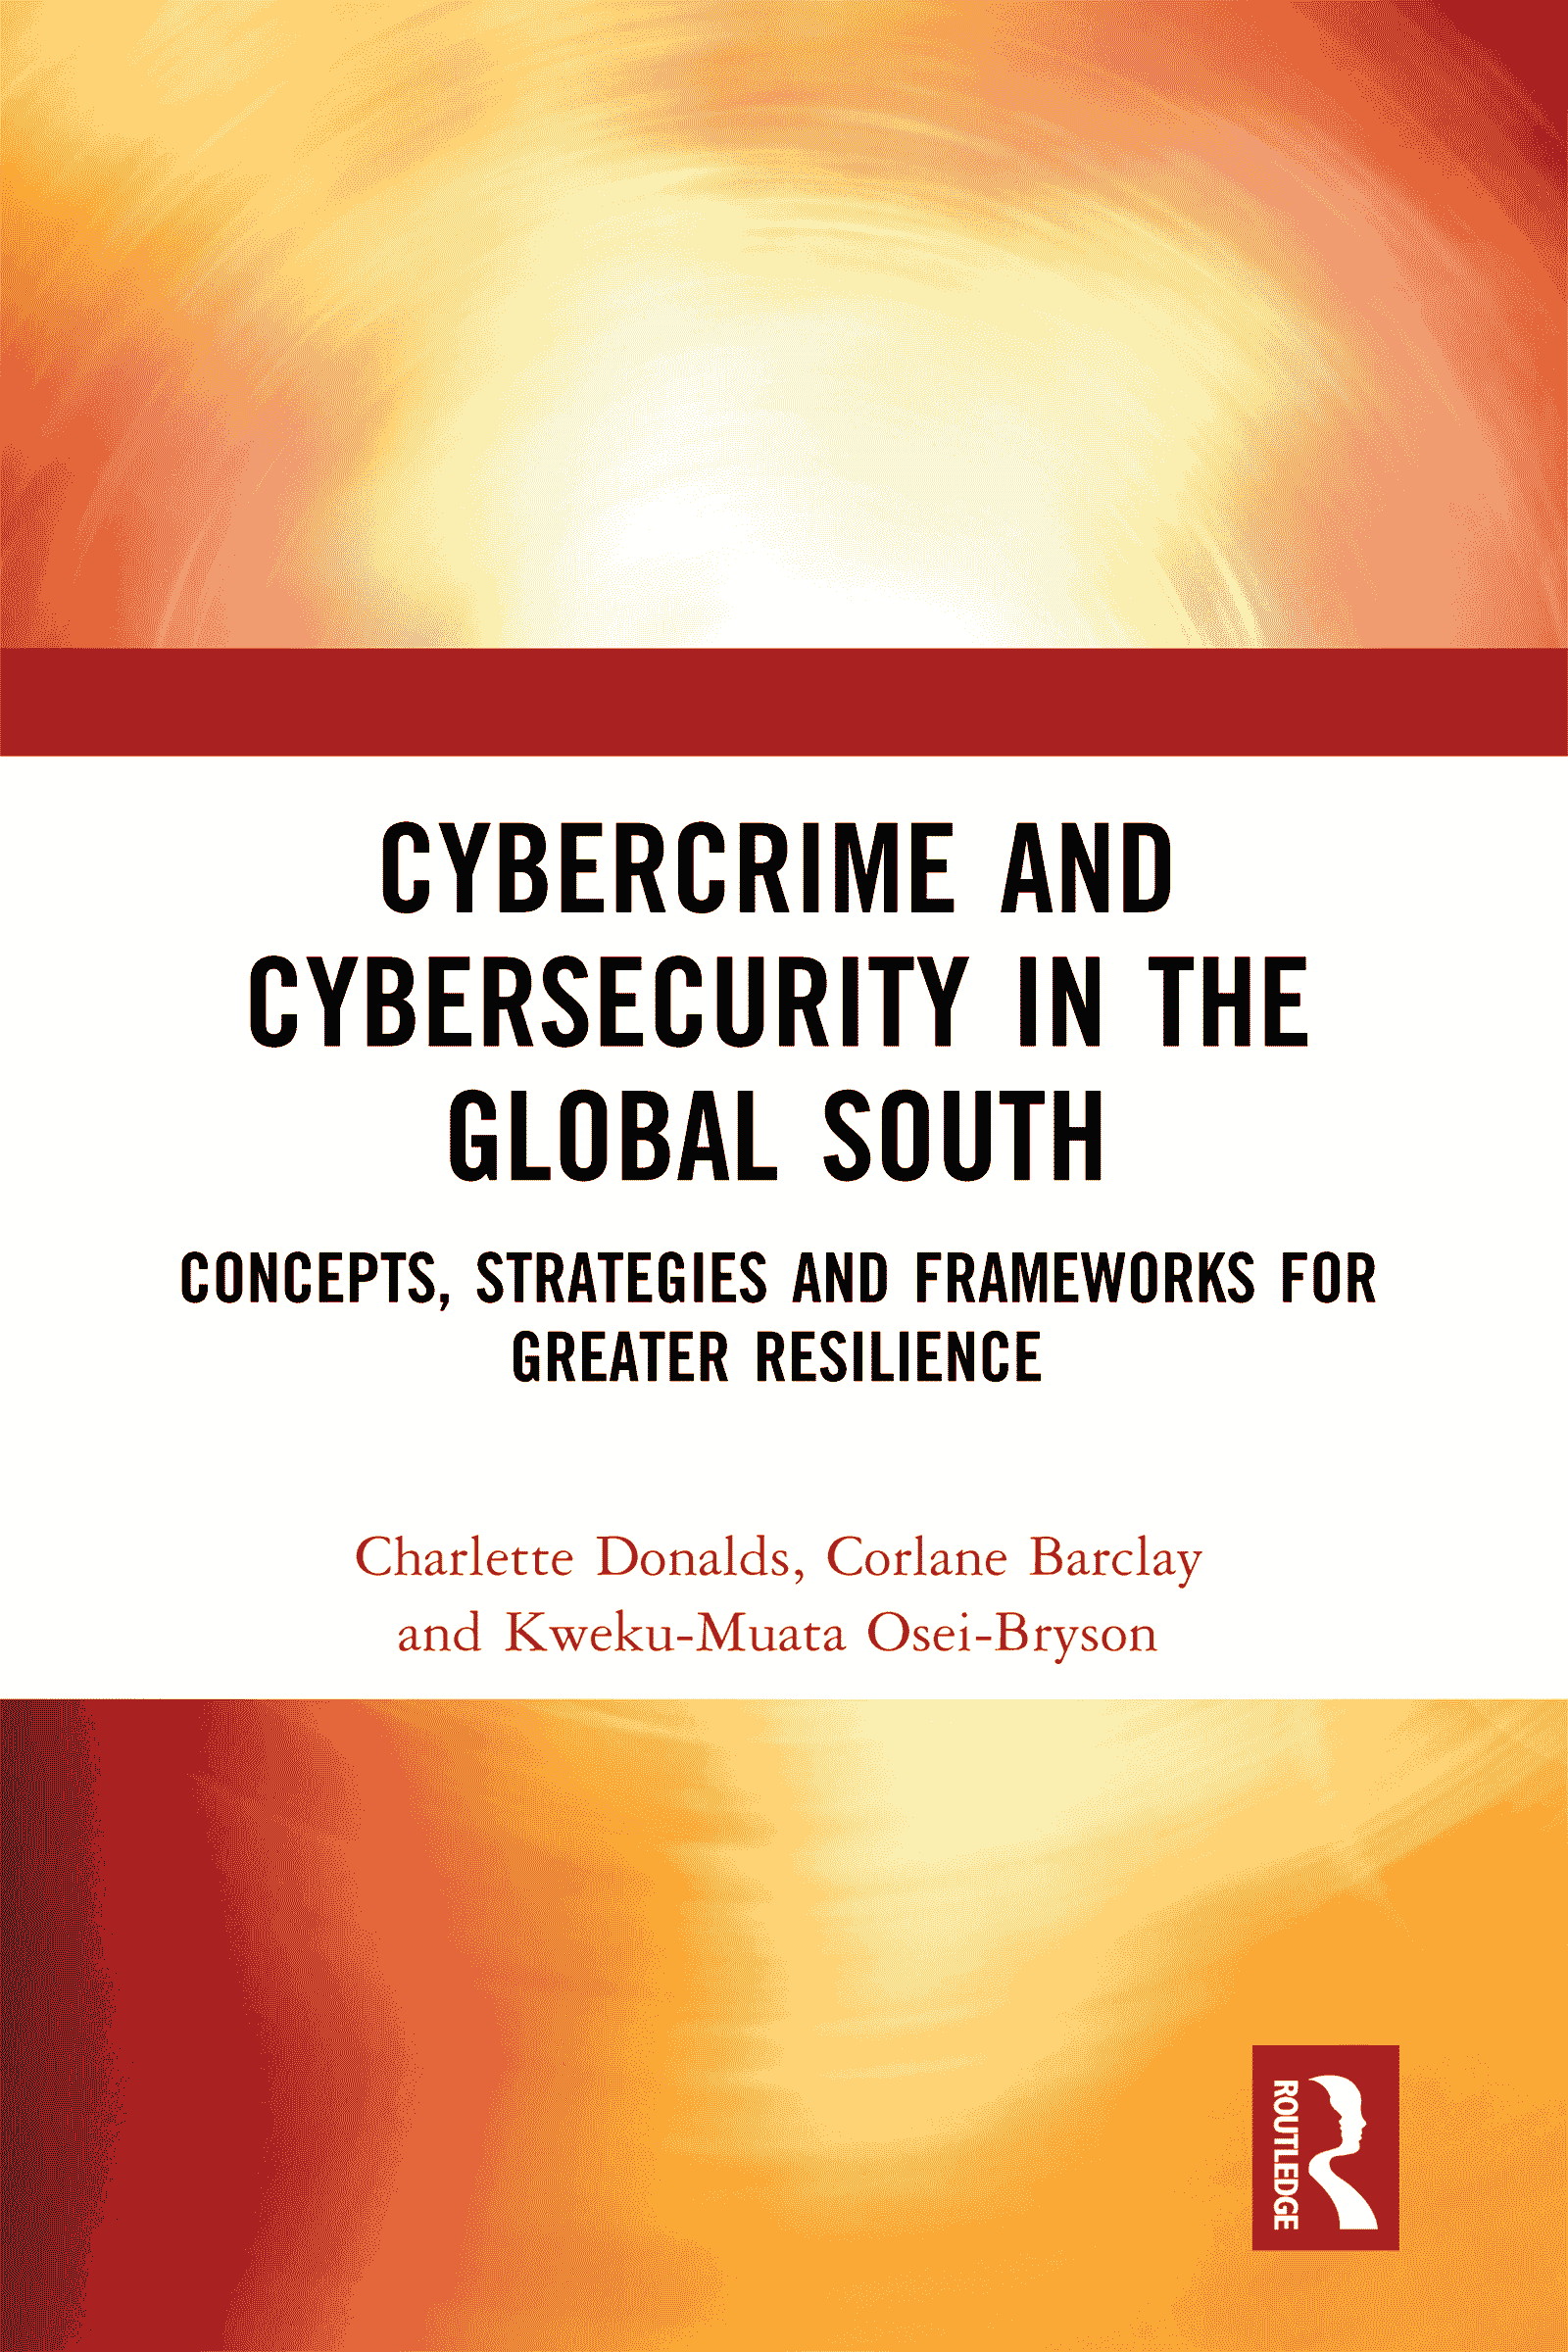 CYBERCRIME AND
CYBERSECURITY IN THE
GLOBAL SOUTH
CONCEPTS, STRATEGIES AND FRAMEWORKS FOR
GREATER RESILIENCE
Charlette Donalds, Corlane Barclay
and Kweku-Muata Osei-Bryson
ROUTLEDGE